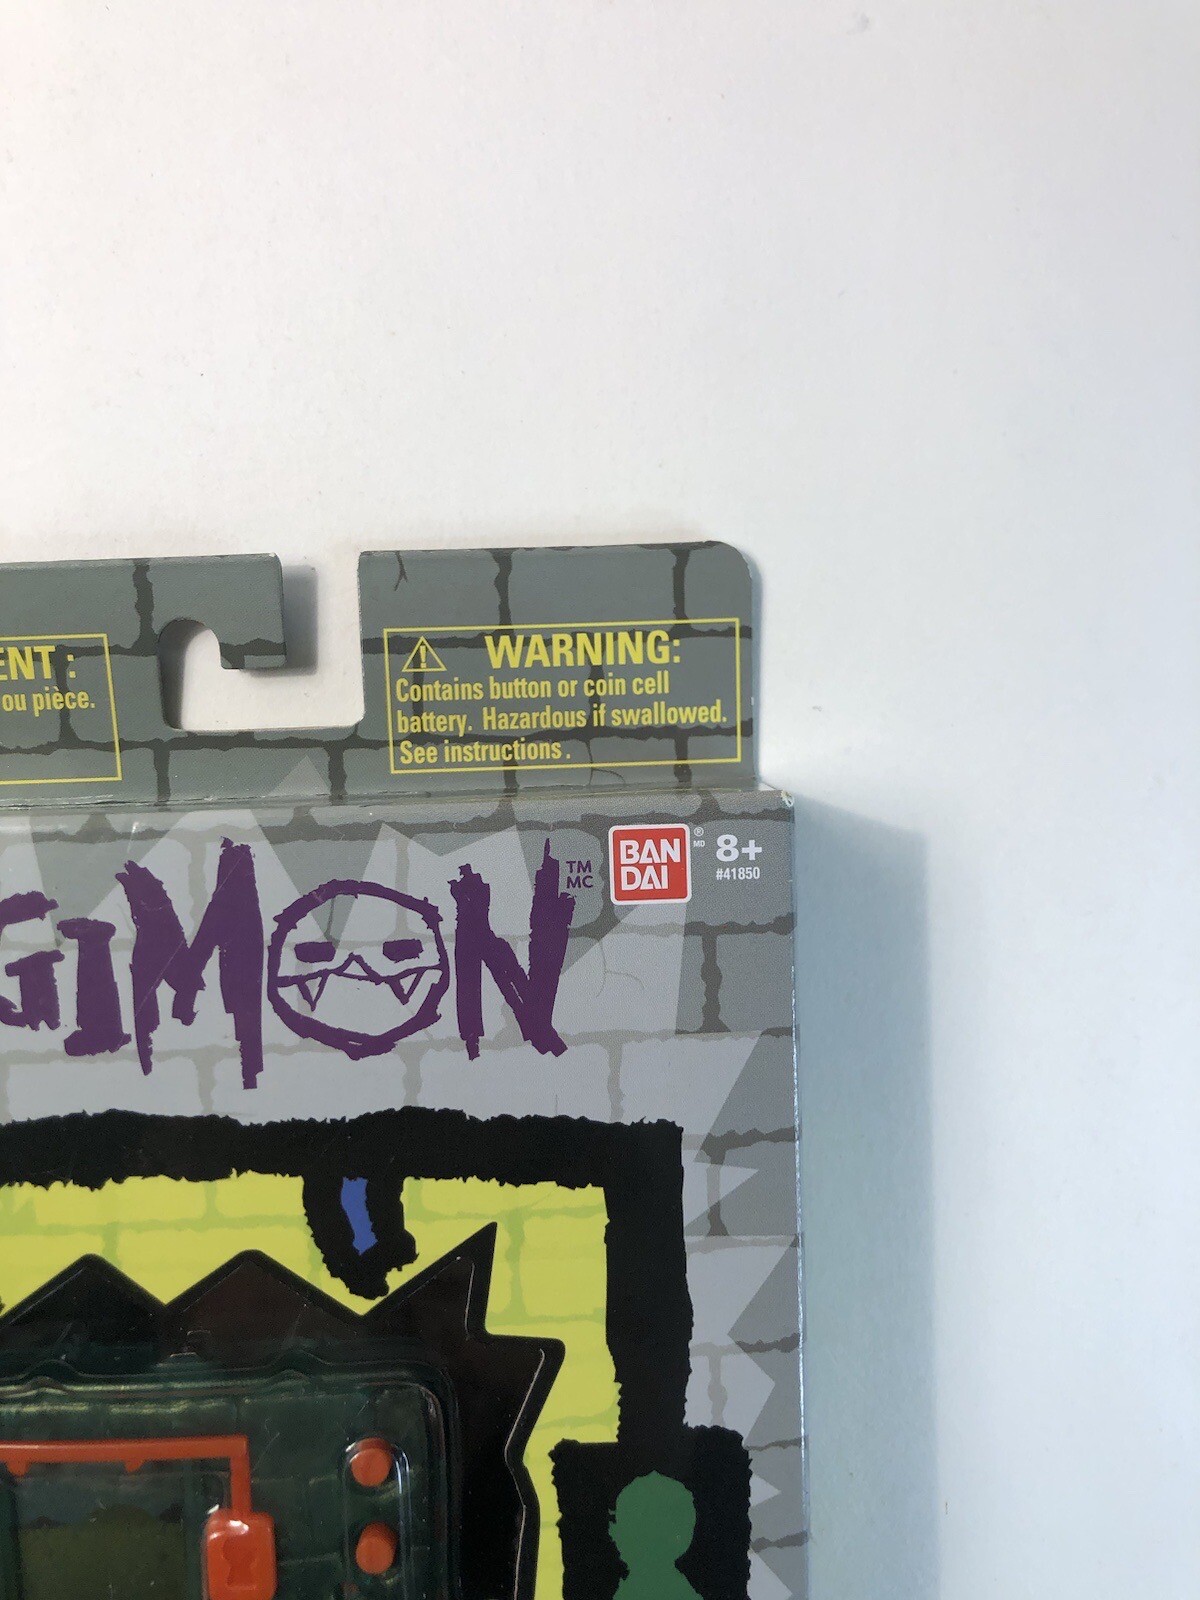 ENT :
ou pièce.
WARNING:
Contains button or coin cell
battery. Hazardous if swallowed.
See instructions.
GIMON
TM
MC
BAN
DAI
®
MD
8+
#41850